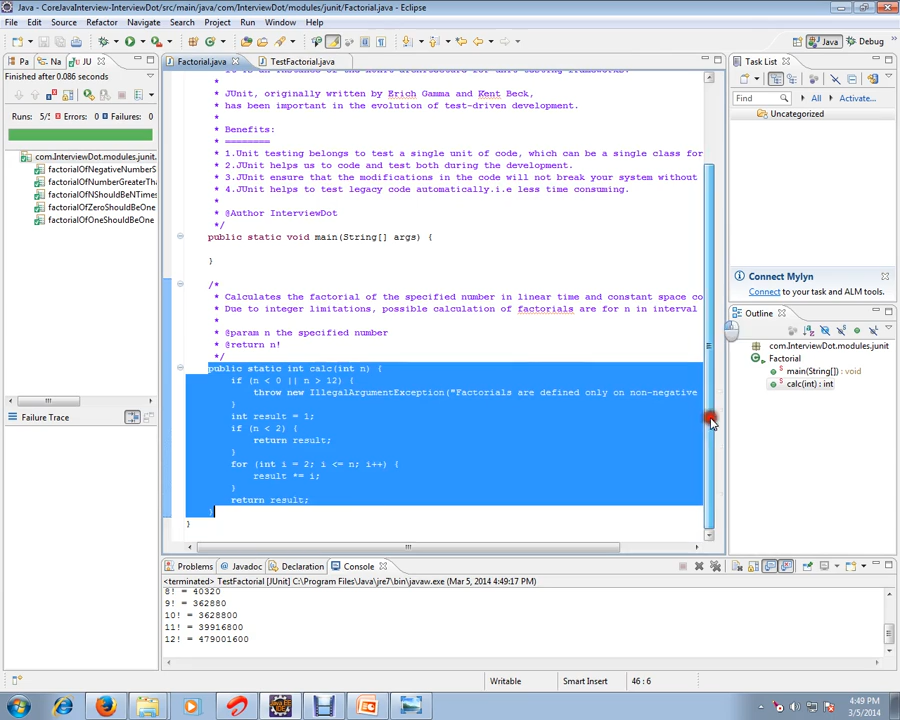 Java - CoreJavaInterview-InterviewDot/src/main/java/com/InterviewDot/modules/junit/Factorial.java - Eclipse
File Edit Source Refactor Navigate Search Project Run Window Help
Java Debug
Pa Na JU
Finished after 0.086 seconds
Runs: 5/5 Errors: 0 Failures: 0
com.InterviewDot.modules.junit.
factorialOfNegativeNumberS
factorialOfNumberGreaterTha
factorialOfNShouldBeNTimes
factorialOfZeroShouldBeOne
factorialOfOneShouldBeOne
Failure Trace
Factorial.java TestFactorial.java
*
* JUnit, originally written by Erich Gamma and Kent Beck,
* has been important in the evolution of test-driven development.
*
* Benefits:
* ========
* 1.Unit testing belongs to test a single unit of code, which can be a single class for
* 2.JUnit helps us to code and test both during the development.
* 3.JUnit ensure that the modifications in the code will not break your system without
* 4.JUnit helps to test legacy code automatically.i.e less time consuming.
*
* @Author InterviewDot
*/
public static void main(String[] args) {
}
/*
* Calculates the factorial of the specified number in linear time and constant space co
* Due to integer limitations, possible calculation of factorials are for n in interval
*
* @param n the specified number
* @return n!
*/
public static int calc(int n) {
if (n < 0 || n > 12) {
throw new IllegalArgumentException("Factorials are defined only on non-negative
}
int result = 1;
if (n < 2) {
return result;
}
for (int i = 2; i <= n; i++) {
result *= i;
}
return result;
}
}
Task List
Find All Activate...
Uncategorized
Connect Mylyn
Connect to your task and ALM tools.
Outline
com.InterviewDot.modules.junit
Factorial
main(String[]) : void
calc(int) : int
Problems Javadoc Declaration Console
<terminated> TestFactorial [JUnit] C:\Program Files\Java\jre7\bin\javaw.exe (Mar 5, 2014 4:49:17 PM)
8! = 40320
9! = 362880
10! = 3628800
11! = 39916800
12! = 479001600
Writable Smart Insert 46 : 6
4:49 PM
3/5/2014